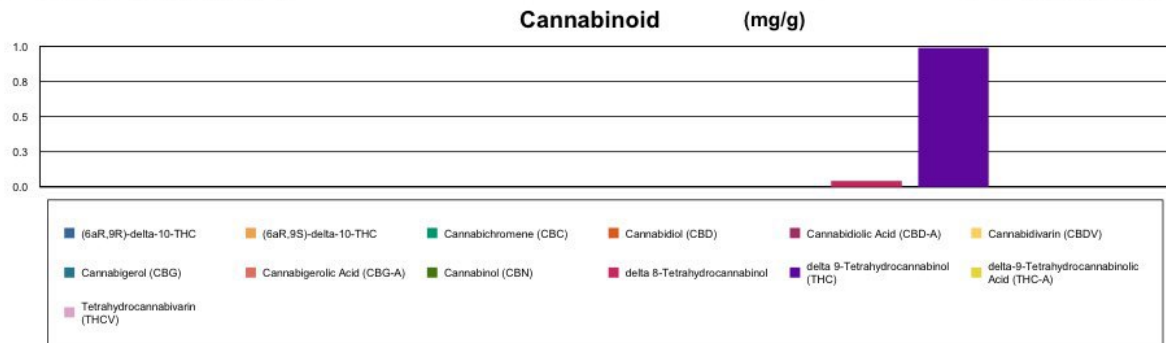 Cannabinoid (mg/g)
1.0
0.8
0.5
0.3
0.0
(6aR,9R)-delta-10-THC
(6aR,9S)-delta-10-THC
Cannabichromene (CBC)
Cannabidiol (CBD)
Cannabidiolic Acid (CBD-A)
Cannabidivarin (CBDV)
Cannabigerol (CBG)
Cannabigerolic Acid (CBG-A)
Cannabinol (CBN)
delta 8-Tetrahydrocannabinol
delta 9-Tetrahydrocannabinol
(THC)
delta-9-Tetrahydrocannabinolic
Acid (THC-A)
Tetrahydrocannabivarin
(THCV)